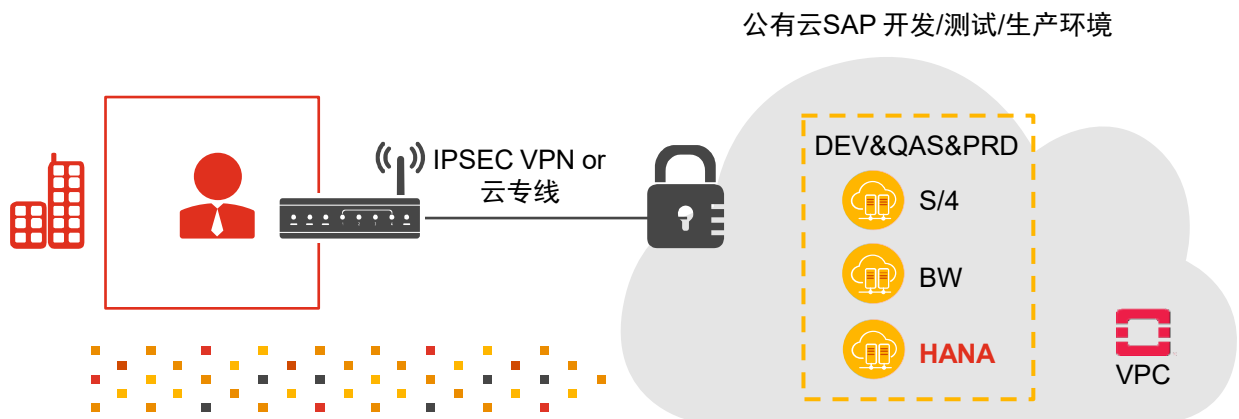 公有云SAP 开发/测试/生产环境
IPSEC VPN or
云专线
DEV&QAS&PRD
S/4
BW
HANA
VPC